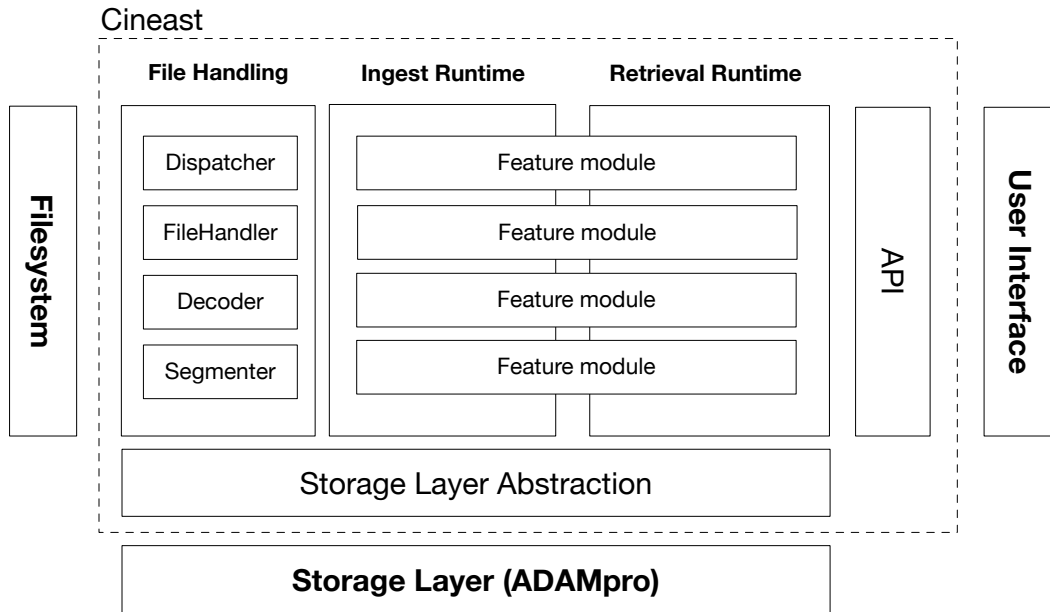 Cineast
File Handling
Ingest Runtime
Retrieval Runtime
Filesystem
Dispatcher
FileHandler
Decoder
Segmenter
Feature module
Feature module
Feature module
Feature module
API
User Interface
Storage Layer Abstraction
Storage Layer (ADAMpro)